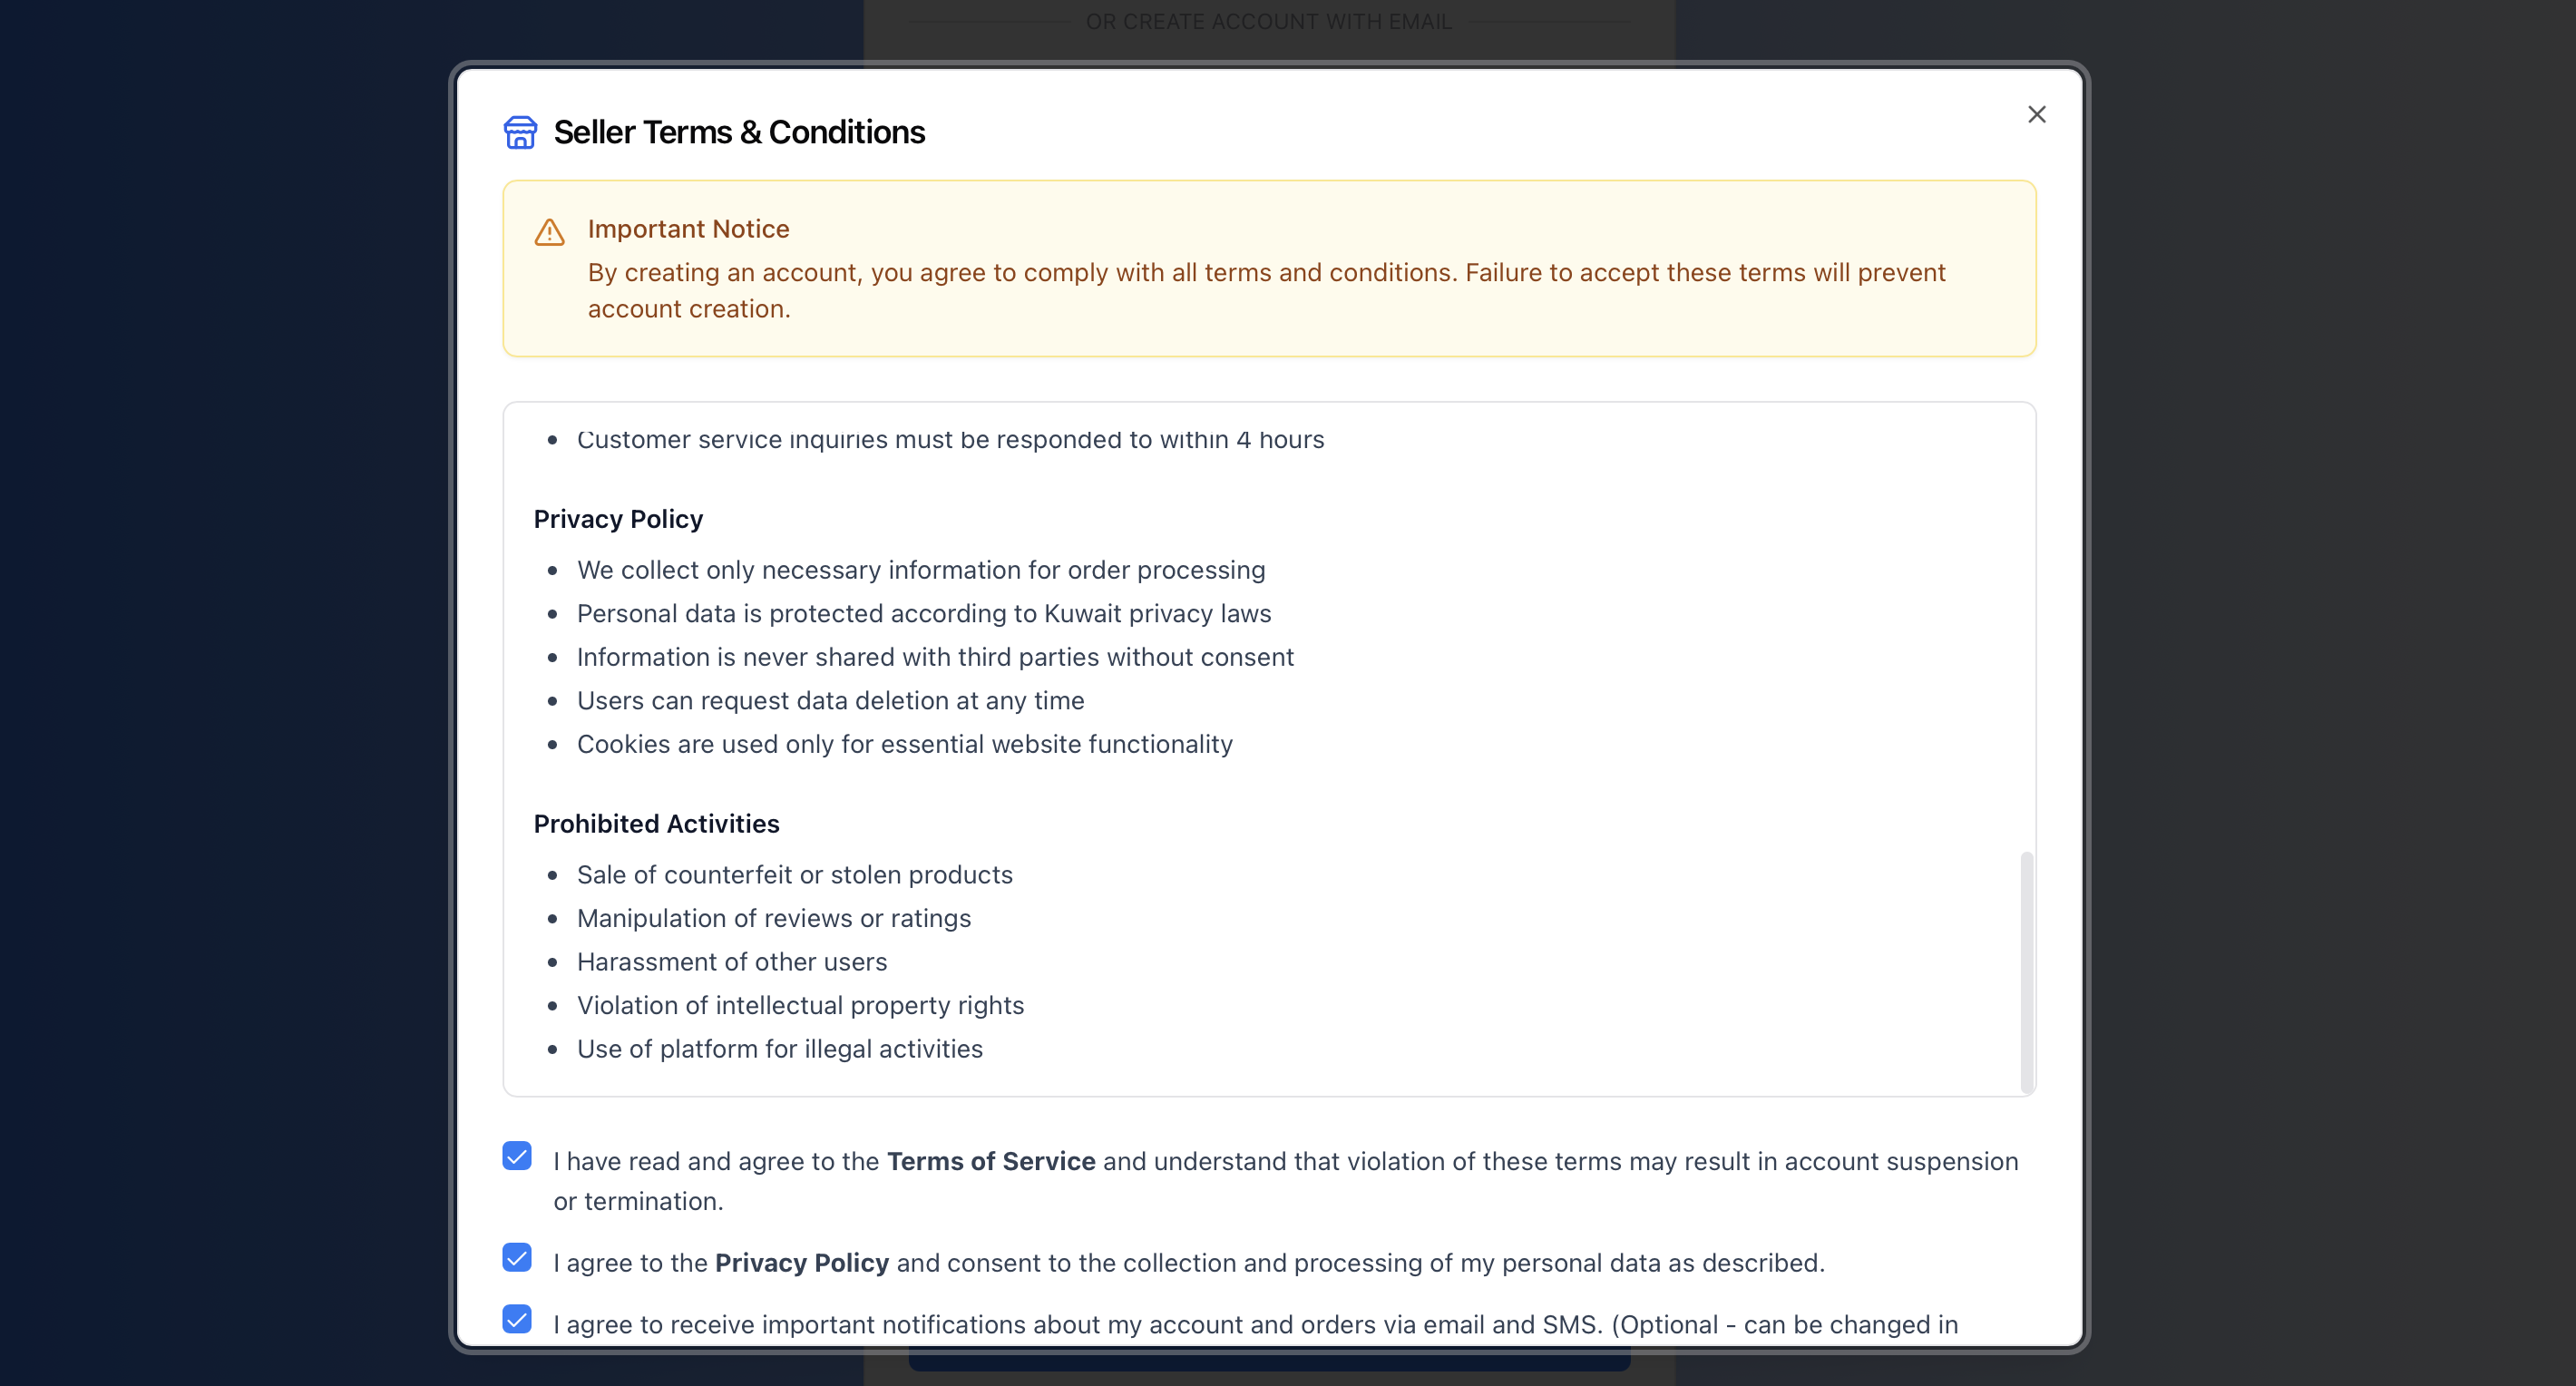 OR CREATE ACCOUNT WITH EMAIL
Seller Terms & Conditions
Important Notice
By creating an account, you agree to comply with all terms and conditions. Failure to accept these terms will prevent
account creation.
Customer service inquiries must be responded to within 4 hours
Privacy Policy
We collect only necessary information for order processing
Personal data is protected according to Kuwait privacy laws
Information is never shared with third parties without consent
Users can request data deletion at any time
Cookies are used only for essential website functionality
Prohibited Activities
Sale of counterfeit or stolen products
Manipulation of reviews or ratings
Harassment of other users
Violation of intellectual property rights
Use of platform for illegal activities
I have read and agree to the Terms of Service and understand that violation of these terms may result in account suspension
or termination.
I agree to the Privacy Policy and consent to the collection and processing of my personal data as described.
I agree to receive important notifications about my account and orders via email and SMS. (Optional - can be changed in